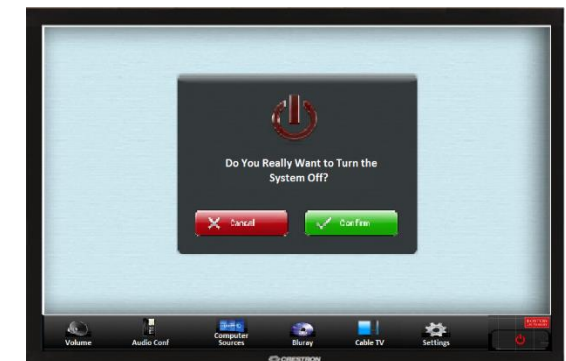 Do You Really Want to Turn the
System Off?
Cancel
Confirm
Volume
Audio Conf
Computer
Sources
Bluray
Cable TV
Settings
CRESTRON